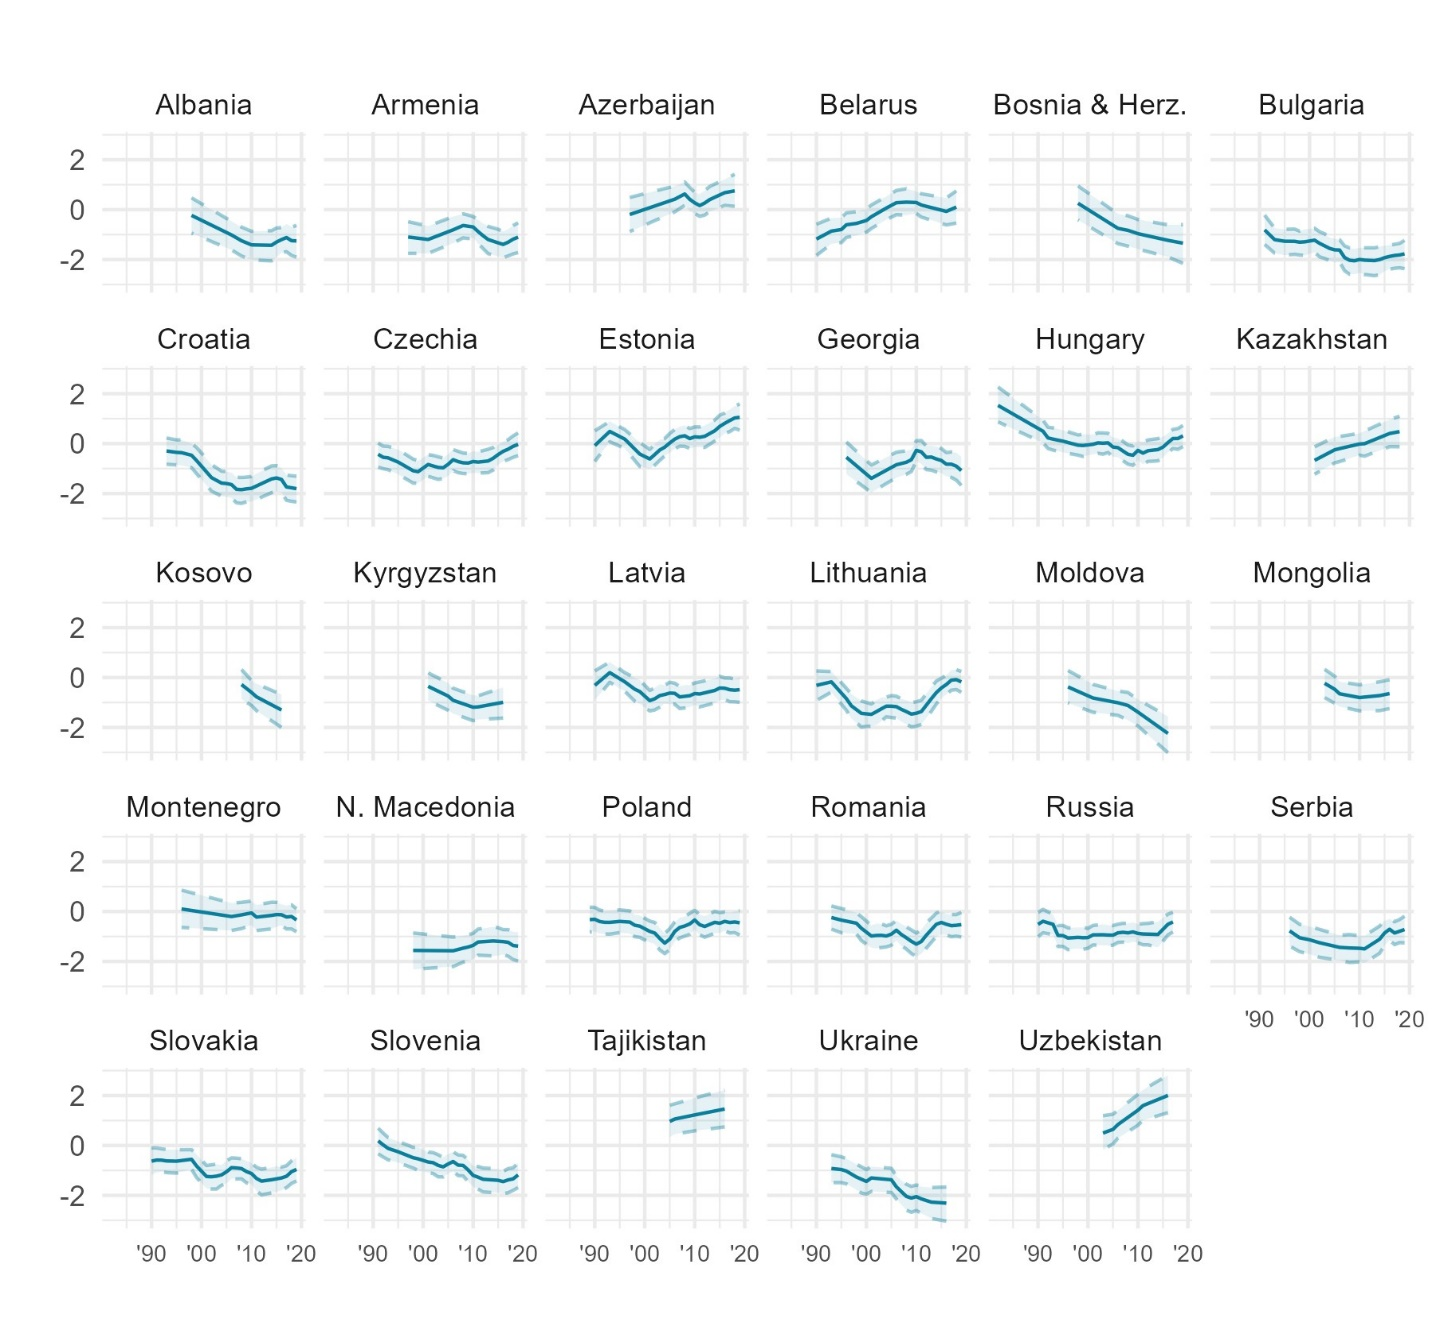 Albania Armenia Azerbaijan Belarus Bosnia & Herz. Bulgaria
2
0
-2
Croatia Czechia Estonia Georgia Hungary Kazakhstan
2
0
-2
Kosovo Kyrgyzstan Latvia Lithuania Moldova Mongolia
2
0
-2
Montenegro N. Macedonia Poland Romania Russia Serbia
2
0
-2
'90 '00 '10 '20
Slovakia Slovenia Tajikistan Ukraine Uzbekistan
2
0
-2
'90 '00 '10 '20 '90 '00 '10 '20 '90 '00 '10 '20 '90 '00 '10 '20 '90 '00 '10 '20